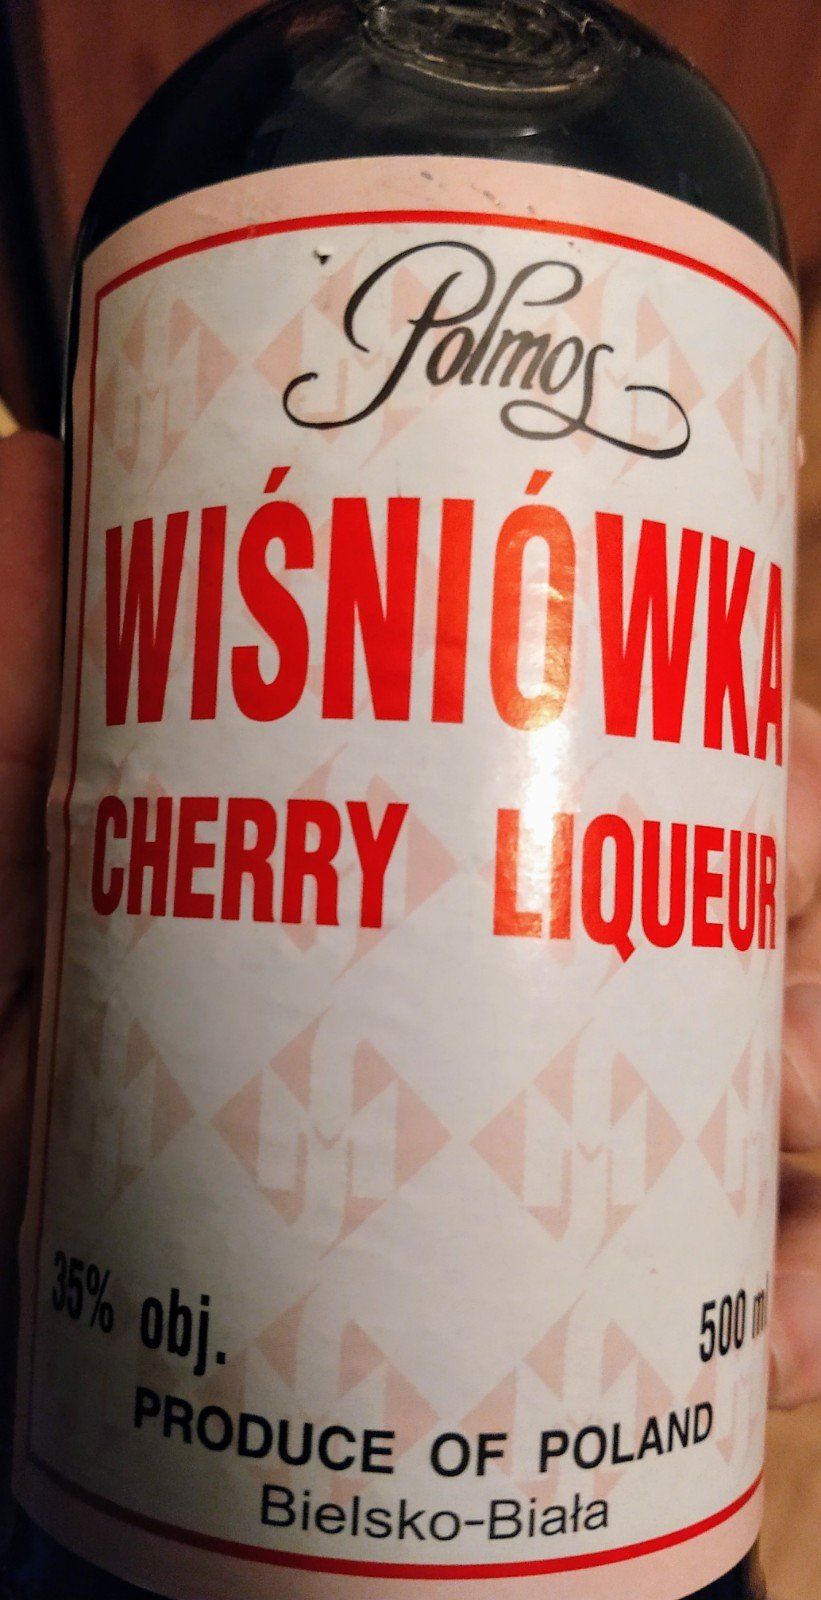 Polmos
WIŚNIÓWKA
CHERRY LIQUEUR
35% obj.
500 ml
PRODUCE OF POLAND
Bielsko-Biała